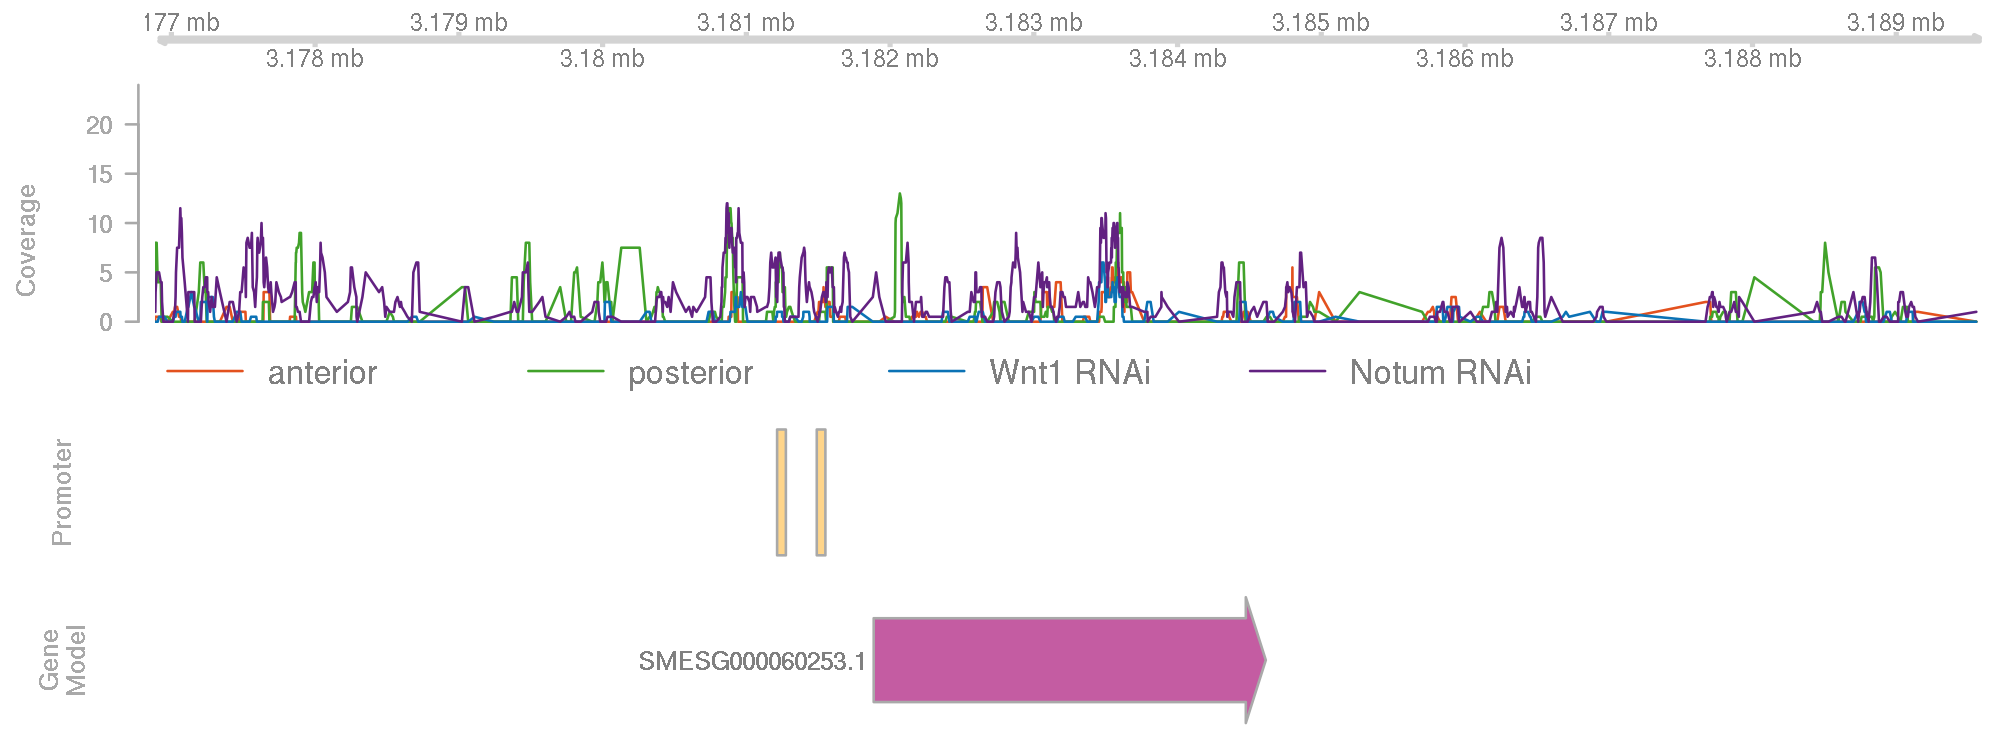 177 mb 3.179 mb 3.181 mb 3.183 mb 3.185 mb 3.187 mb 3.189 mb
3.178 mb 3.18 mb 3.182 mb 3.184 mb 3.186 mb 3.188 mb
Coverage
20
15
10
5
0
anterior posterior Wnt1 RNAi Notum RNAi
Promoter
Gene
Model
SMESG000060253.1